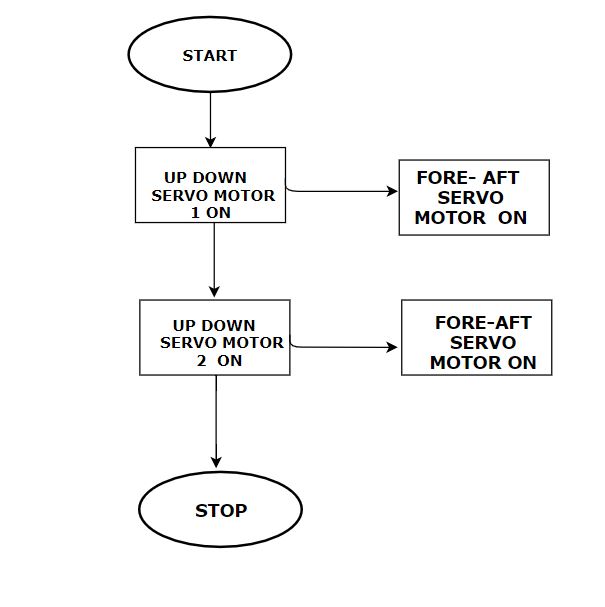 START
UP DOWN
SERVO MOTOR
1 ON
FORE- AFT
SERVO
MOTOR ON
UP DOWN
SERVO MOTOR
2 ON
FORE-AFT
SERVO
MOTOR ON
STOP